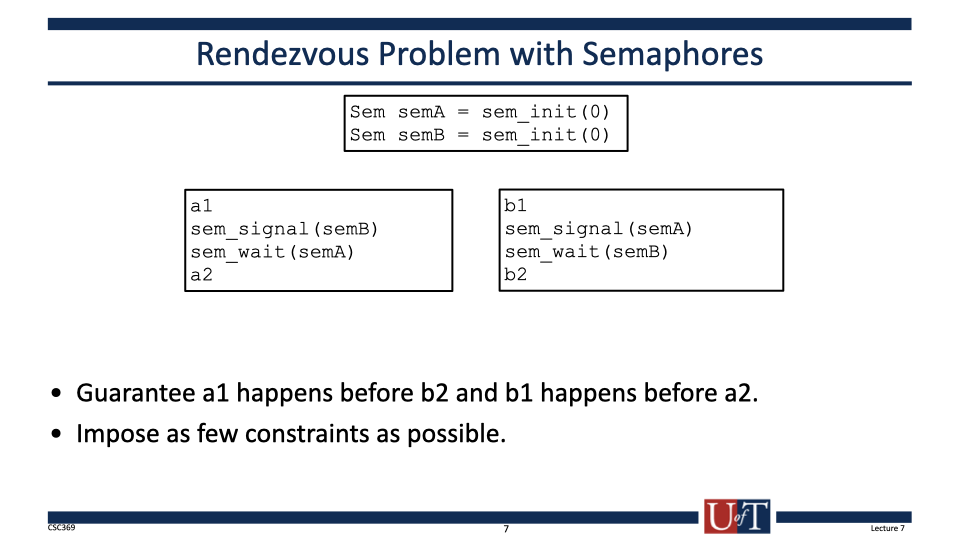 Rendezvous Problem with Semaphores
Sem semA = sem_init(0)
Sem semB = sem_init(0)
a1
sem_signal(semB)
sem_wait(semA)
a2
b1
sem_signal(semA)
sem_wait(semB)
b2
• Guarantee a1 happens before b2 and b1 happens before a2.
• Impose as few constraints as possible.
CSC369
7
U of T
Lecture 7